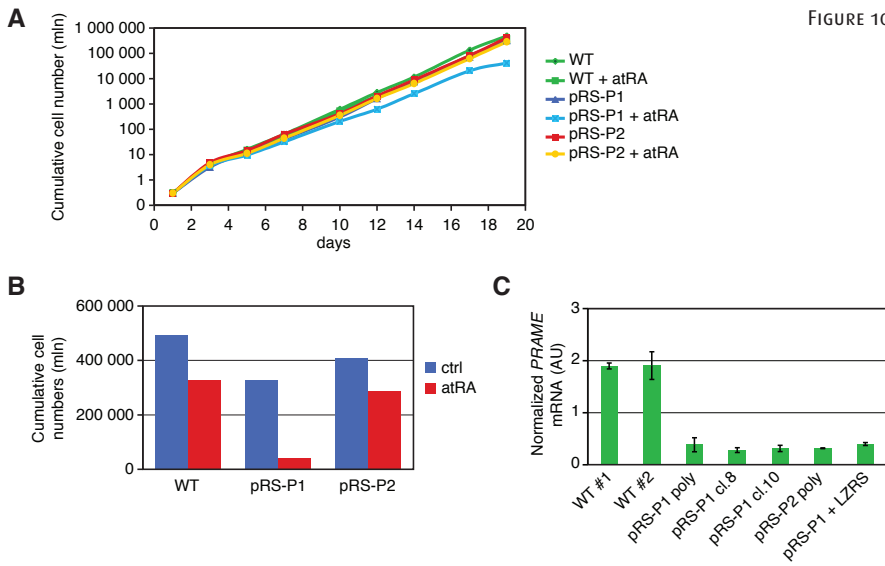 FIGURE 10
A
Cumulative cell number (mln)
1 000 000
100 000
10 000
1 000
100
10
1
0
0 2 4 6 8 10 12 14 16 18 20
days
WT
WT + atRA
pRS-P1
pRS-P1 + atRA
pRS-P2
pRS-P2 + atRA
B
Cumulative cell
numbers (mln)
600 000
400 000
200 000
0
WT pRS-P1 pRS-P2
ctrl
atRA
C
Normalized PRAME
mRNA (AU)
3
2
1
0
WT #1
WT #2
pRS-P1 poly
pRS-P1 cl.8
pRS-P1 cl.10
pRS-P2 poly
pRS-P1 + LZRS